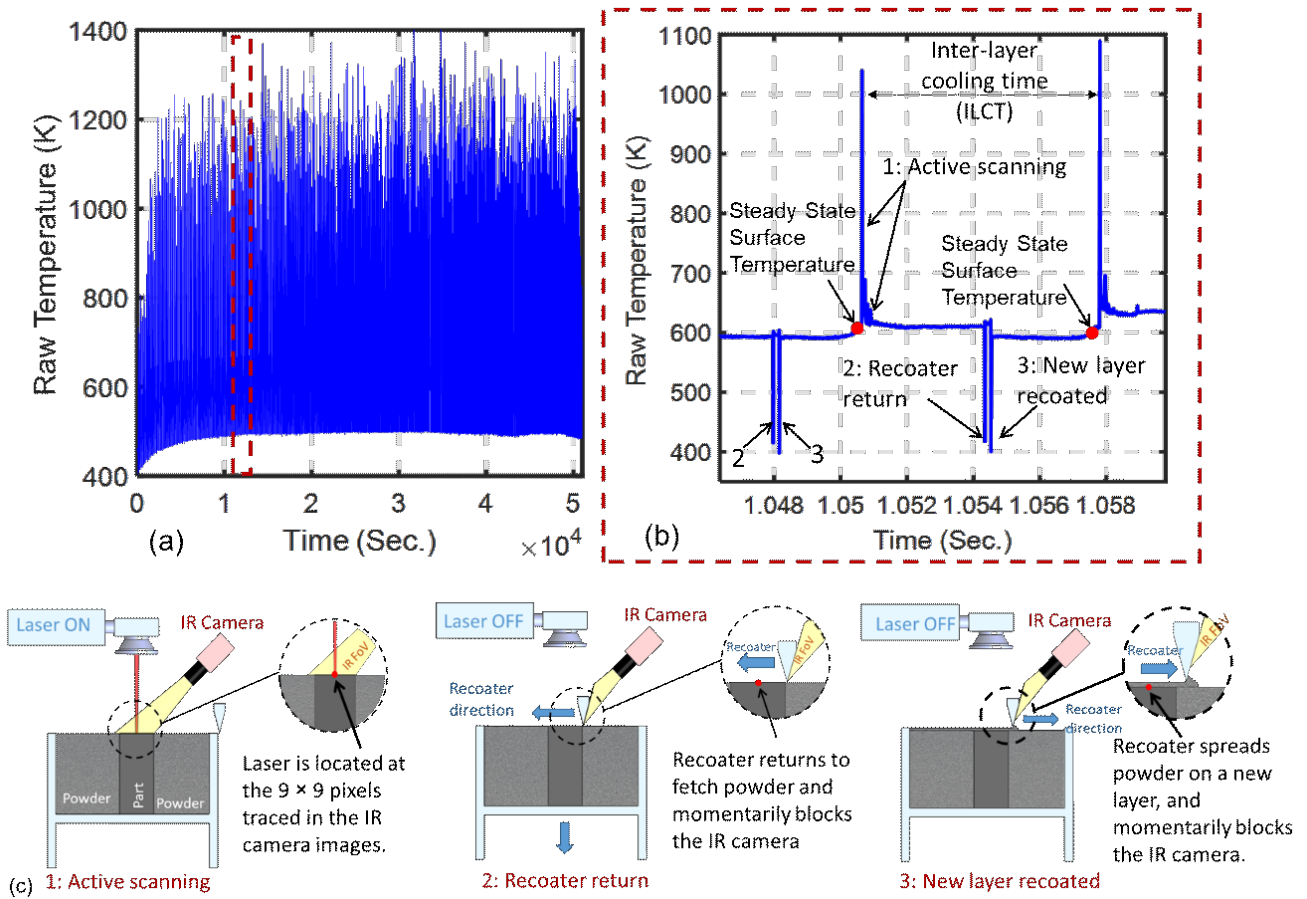 1400
1200
1000
800
600
400
Raw Temperature (K)
0
1
2
3
4
5
×10⁴
Time (Sec.)
(a)
1100
1000
900
800
700
600
500
400
Raw Temperature (K)
Inter-layer
cooling time
(ILCT)
1: Active scanning
Steady State
Surface
Temperature
Steady State
Surface
Temperature
2: Recoater
return
3: New layer
recoated
2
3
1.048
1.05
1.052
1.054
1.056
1.058
Time (Sec.)
(b)
Laser ON
IR Camera
IR FoV
Powder
Part
Powder
Laser is located at
the 9 × 9 pixels
traced in the IR
camera images.
1: Active scanning
(c)
Laser OFF
IR Camera
Recoater
IR FoV
Recoater
direction
Recoater returns to
fetch powder and
momentarily blocks
the IR camera
2: Recoater return
Laser OFF
IR Camera
Recoater
IR FoV
Recoater
direction
Recoater spreads
powder on a new
layer, and
momentarily blocks
the IR camera.
3: New layer recoated